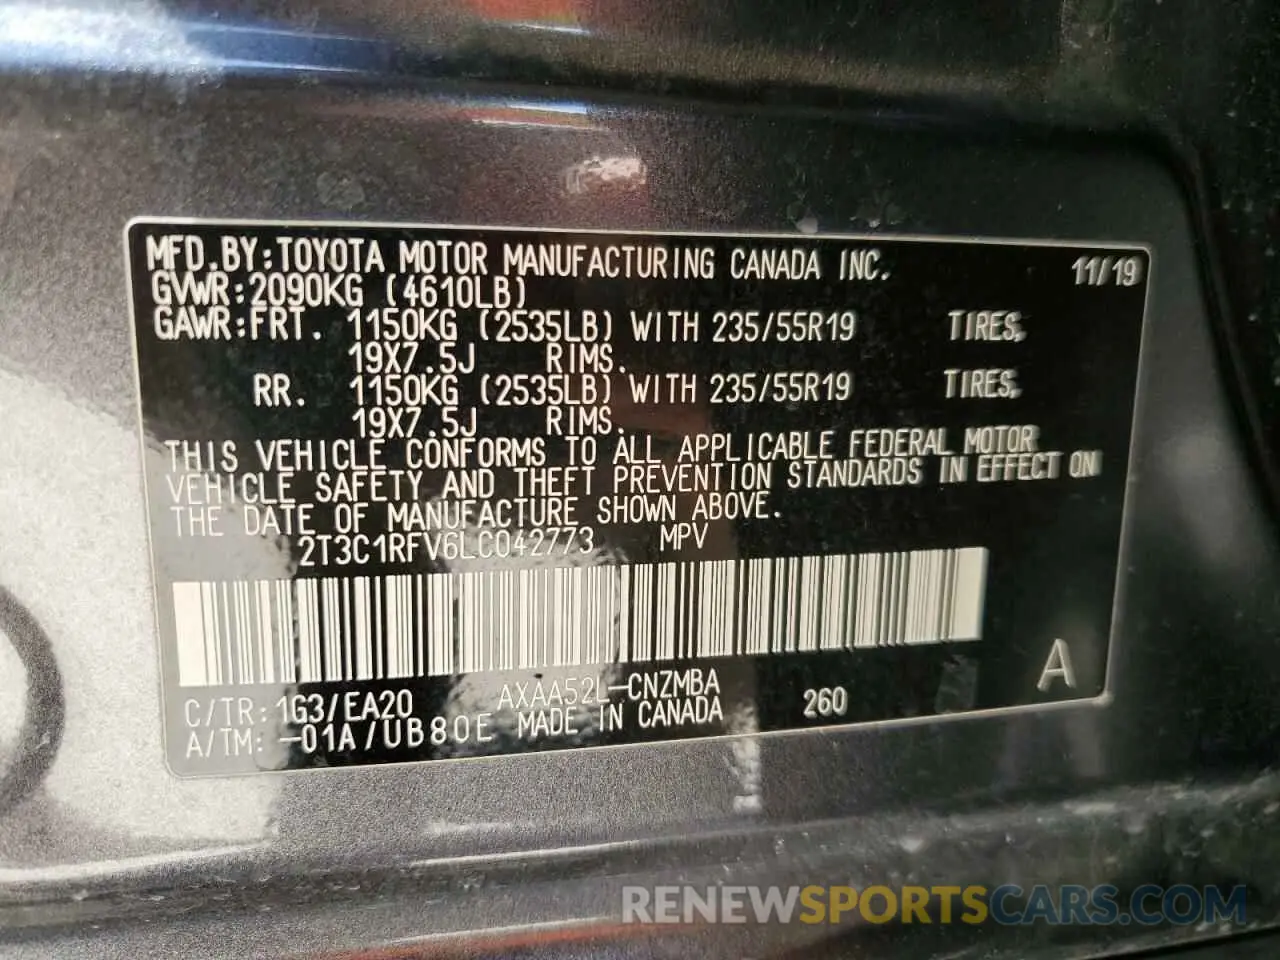 MFD.BY:TOYOTA MOTOR MANUFACTURING CANADA INC. 11/19
GVWR:2090KG (4610LB)
GAWR:FRT. 1150KG (2535LB) WITH 235/55R19 TIRES,
19X7.5J RIMS.
RR. 1150KG (2535LB) WITH 235/55R19 TIRES,
19X7.5J RIMS.
THIS VEHICLE CONFORMS TO ALL APPLICABLE FEDERAL MOTOR
VEHICLE SAFETY AND THEFT PREVENTION STANDARDS IN EFFECT ON
THE DATE OF MANUFACTURE SHOWN ABOVE.
2T3C1RFV6LC042773 MPV
A
C/TR:1G3/EA20 AXAA52L-CNZMBA 260
A/TM:-01A/UB80E MADE IN CANADA
RENEWSPORTSCARS.COM